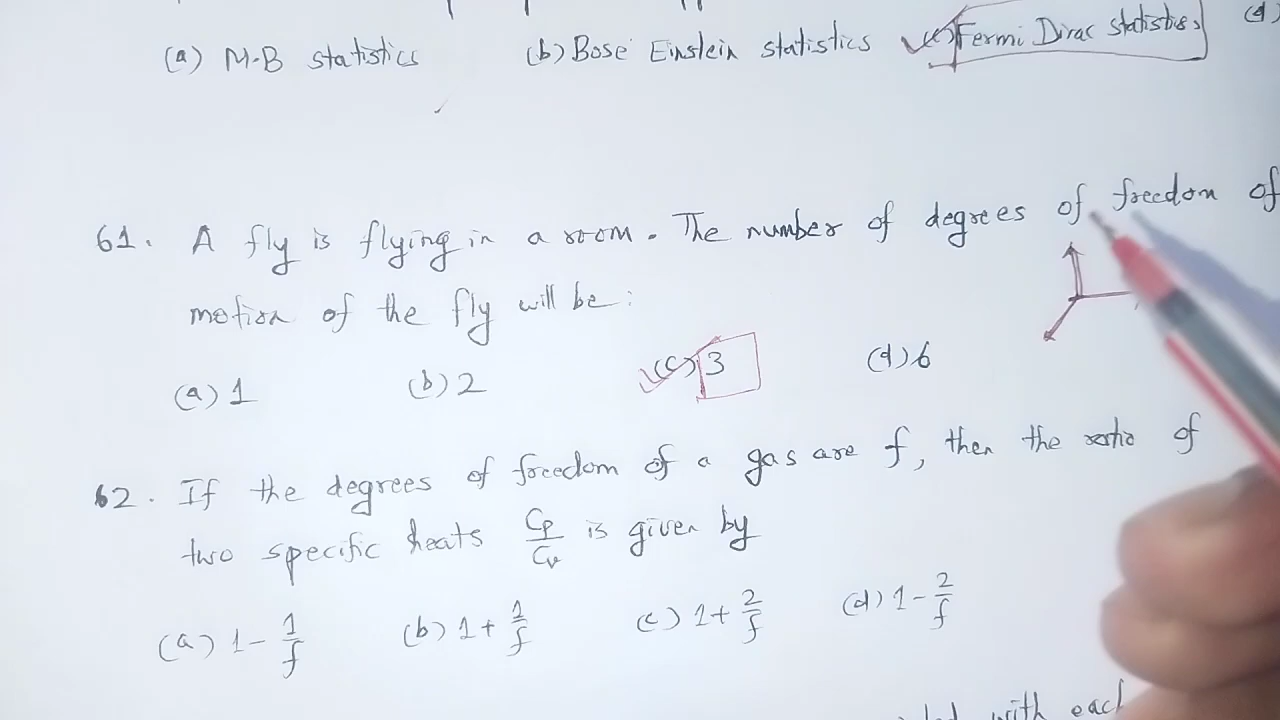 (a) M-B statistics (b) Bose Einstein statistics (c) Fermi Dirac statistics. (d)
61. A fly is flying in a room. The number of degrees of freedom of
motion of the fly will be:
(a) 1 (b) 2 (c) 3 (d) 6
62. If the degrees of freedom of a gas are f, then the ratio of
two specific heats Cp/Cv is given by
(a) 1 - 1/f (b) 1 + 1/f (c) 1 + 2/f (d) 1 - 2/f
with each